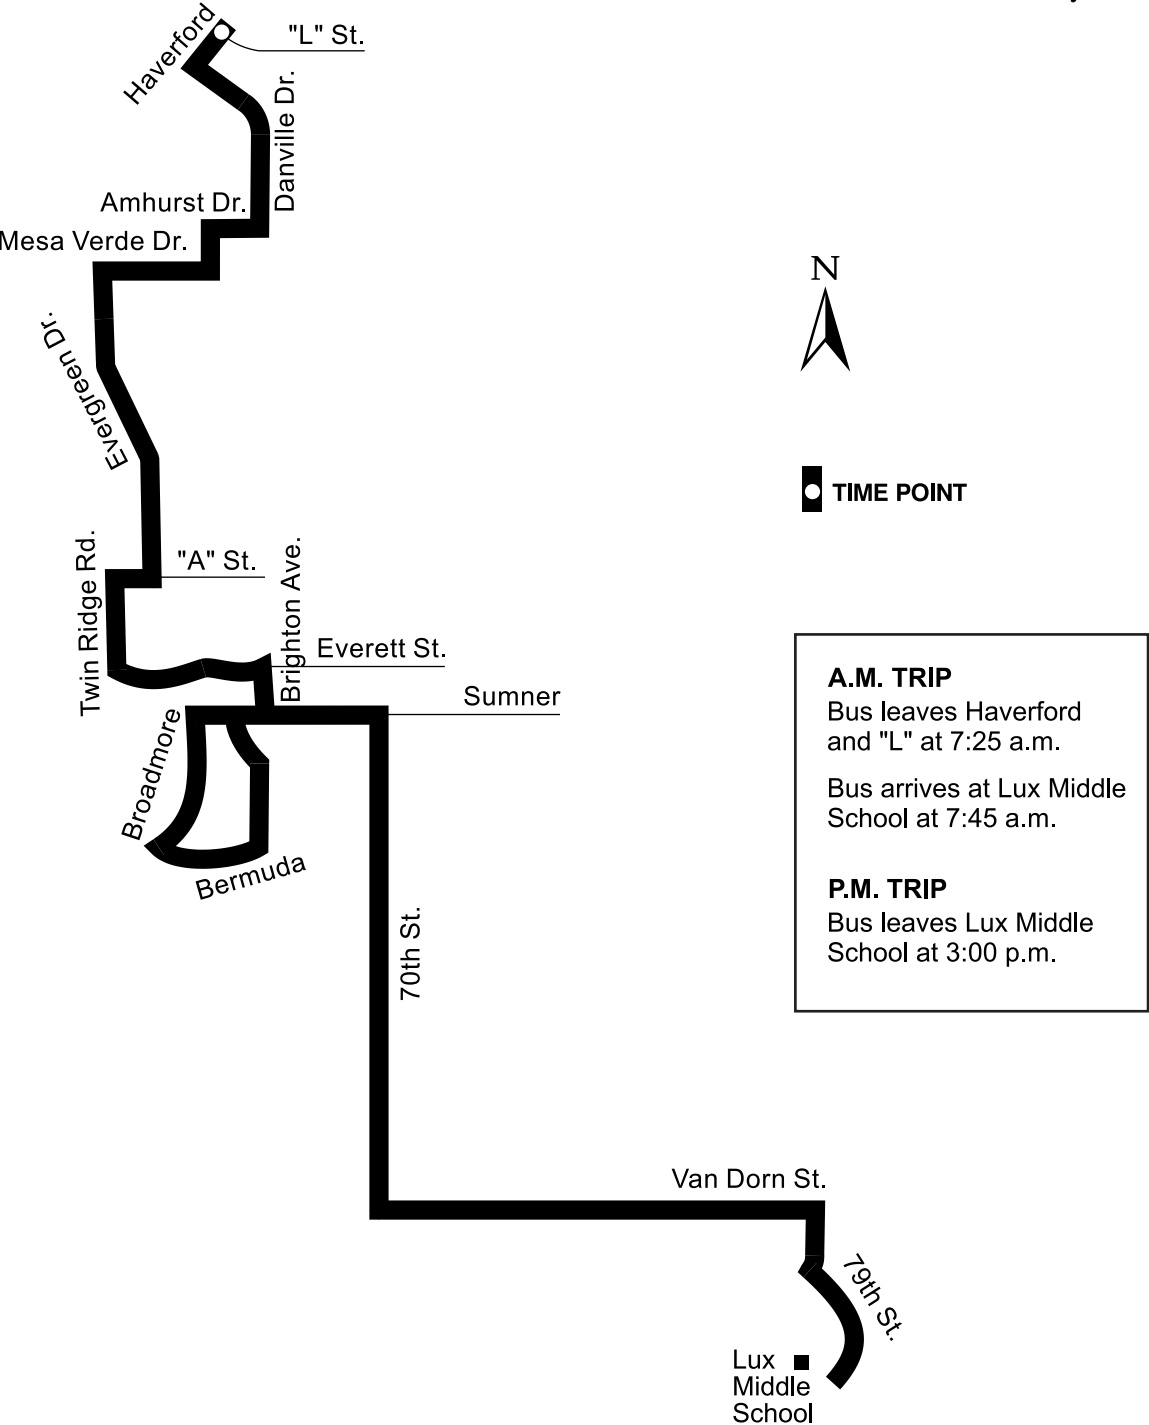 Haverford
"L" St.
Danville Dr.
Amhurst Dr.
Mesa Verde Dr.
N
Evergreen Dr.
TIME POINT
Twin Ridge Rd.
"A" St.
Brighton Ave.
Everett St.
Sumner
Broadmore
Bermuda
70th St.
A.M. TRIP
Bus leaves Haverford
and "L" at 7:25 a.m.
Bus arrives at Lux Middle
School at 7:45 a.m.
P.M. TRIP
Bus leaves Lux Middle
School at 3:00 p.m.
Van Dorn St.
79th St.
Lux
Middle
School